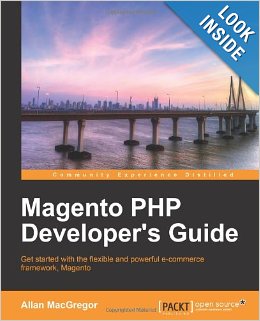 LOOK
INSIDE
Community Experience Distilled
Magento PHP
Developer's Guide
Get started with the flexible and powerful e-commerce
framework, Magento
Allan MacGregor
PACKT
open source
PUBLISHING